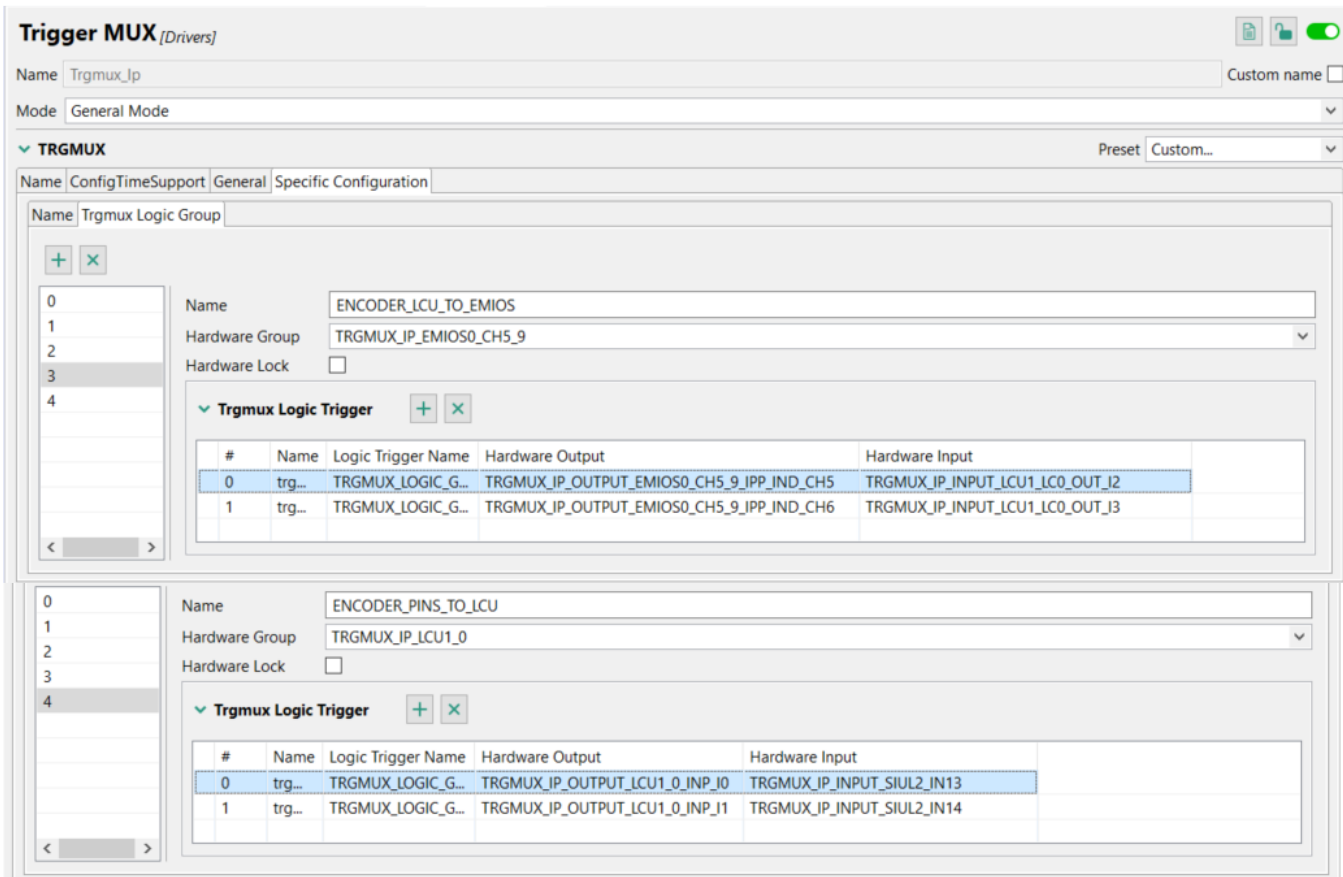 Trigger MUX [Drivers]
Name Trgmux_Ip Custom name
Mode General Mode
TRGMUX Preset Custom...
Name ConfigTimeSupport General Specific Configuration
Name Trgmux Logic Group
0
1
2
3
4
Name ENCODER_LCU_TO_EMIOS
Hardware Group TRGMUX_IP_EMIOS0_CH5_9
Hardware Lock
Trgmux Logic Trigger
# Name Logic Trigger Name Hardware Output Hardware Input
0 trg... TRGMUX_LOGIC_G... TRGMUX_IP_OUTPUT_EMIOS0_CH5_9_IPP_IND_CH5 TRGMUX_IP_INPUT_LCU1_LC0_OUT_I2
1 trg... TRGMUX_LOGIC_G... TRGMUX_IP_OUTPUT_EMIOS0_CH5_9_IPP_IND_CH6 TRGMUX_IP_INPUT_LCU1_LC0_OUT_I3
0
1
2
3
4
Name ENCODER_PINS_TO_LCU
Hardware Group TRGMUX_IP_LCU1_0
Hardware Lock
Trgmux Logic Trigger
# Name Logic Trigger Name Hardware Output Hardware Input
0 trg... TRGMUX_LOGIC_G... TRGMUX_IP_OUTPUT_LCU1_0_INP_I0 TRGMUX_IP_INPUT_SIUL2_IN13
1 trg... TRGMUX_LOGIC_G... TRGMUX_IP_OUTPUT_LCU1_0_INP_I1 TRGMUX_IP_INPUT_SIUL2_IN14